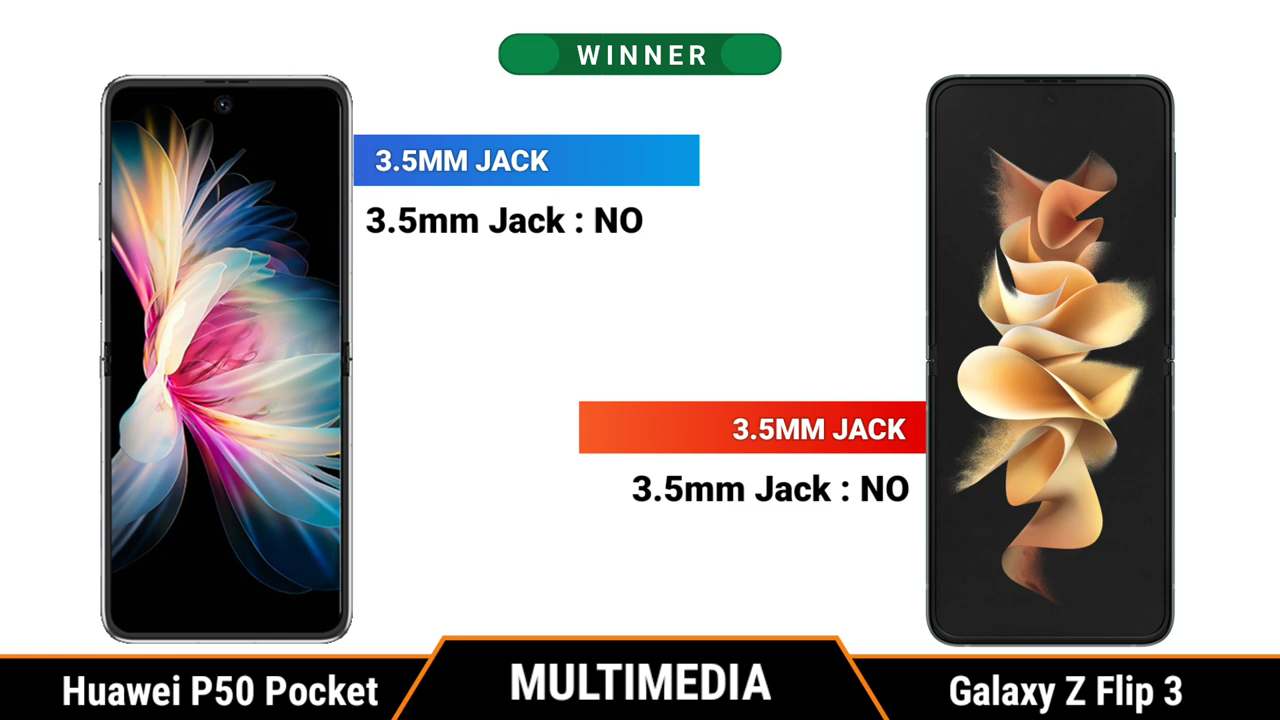 WINNER
3.5MM JACK
3.5mm Jack : NO
3.5MM JACK
3.5mm Jack : NO
Huawei P50 Pocket
MULTIMEDIA
Galaxy Z Flip 3